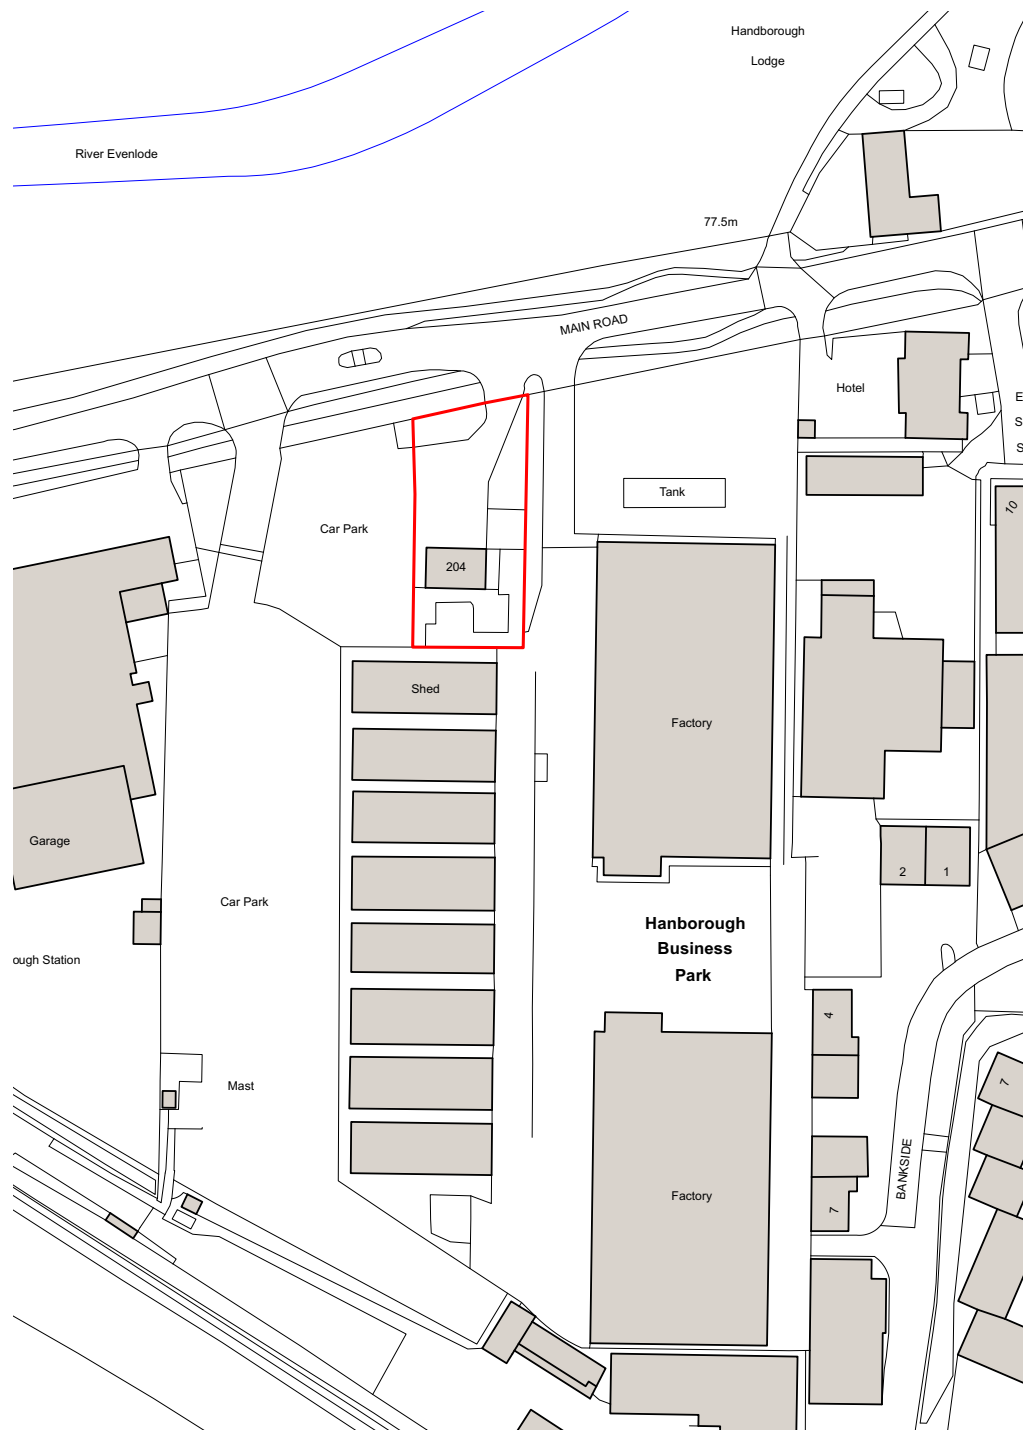 Handborough
Lodge
River Evenlode
77.5m
MAIN ROAD
Hotel
E
S
S
Tank
10
Car Park
204
Shed
Factory
Garage
2
1
Car Park
Hanborough
Business
Park
ough Station
4
Mast
7
BANKSIDE
Factory
7